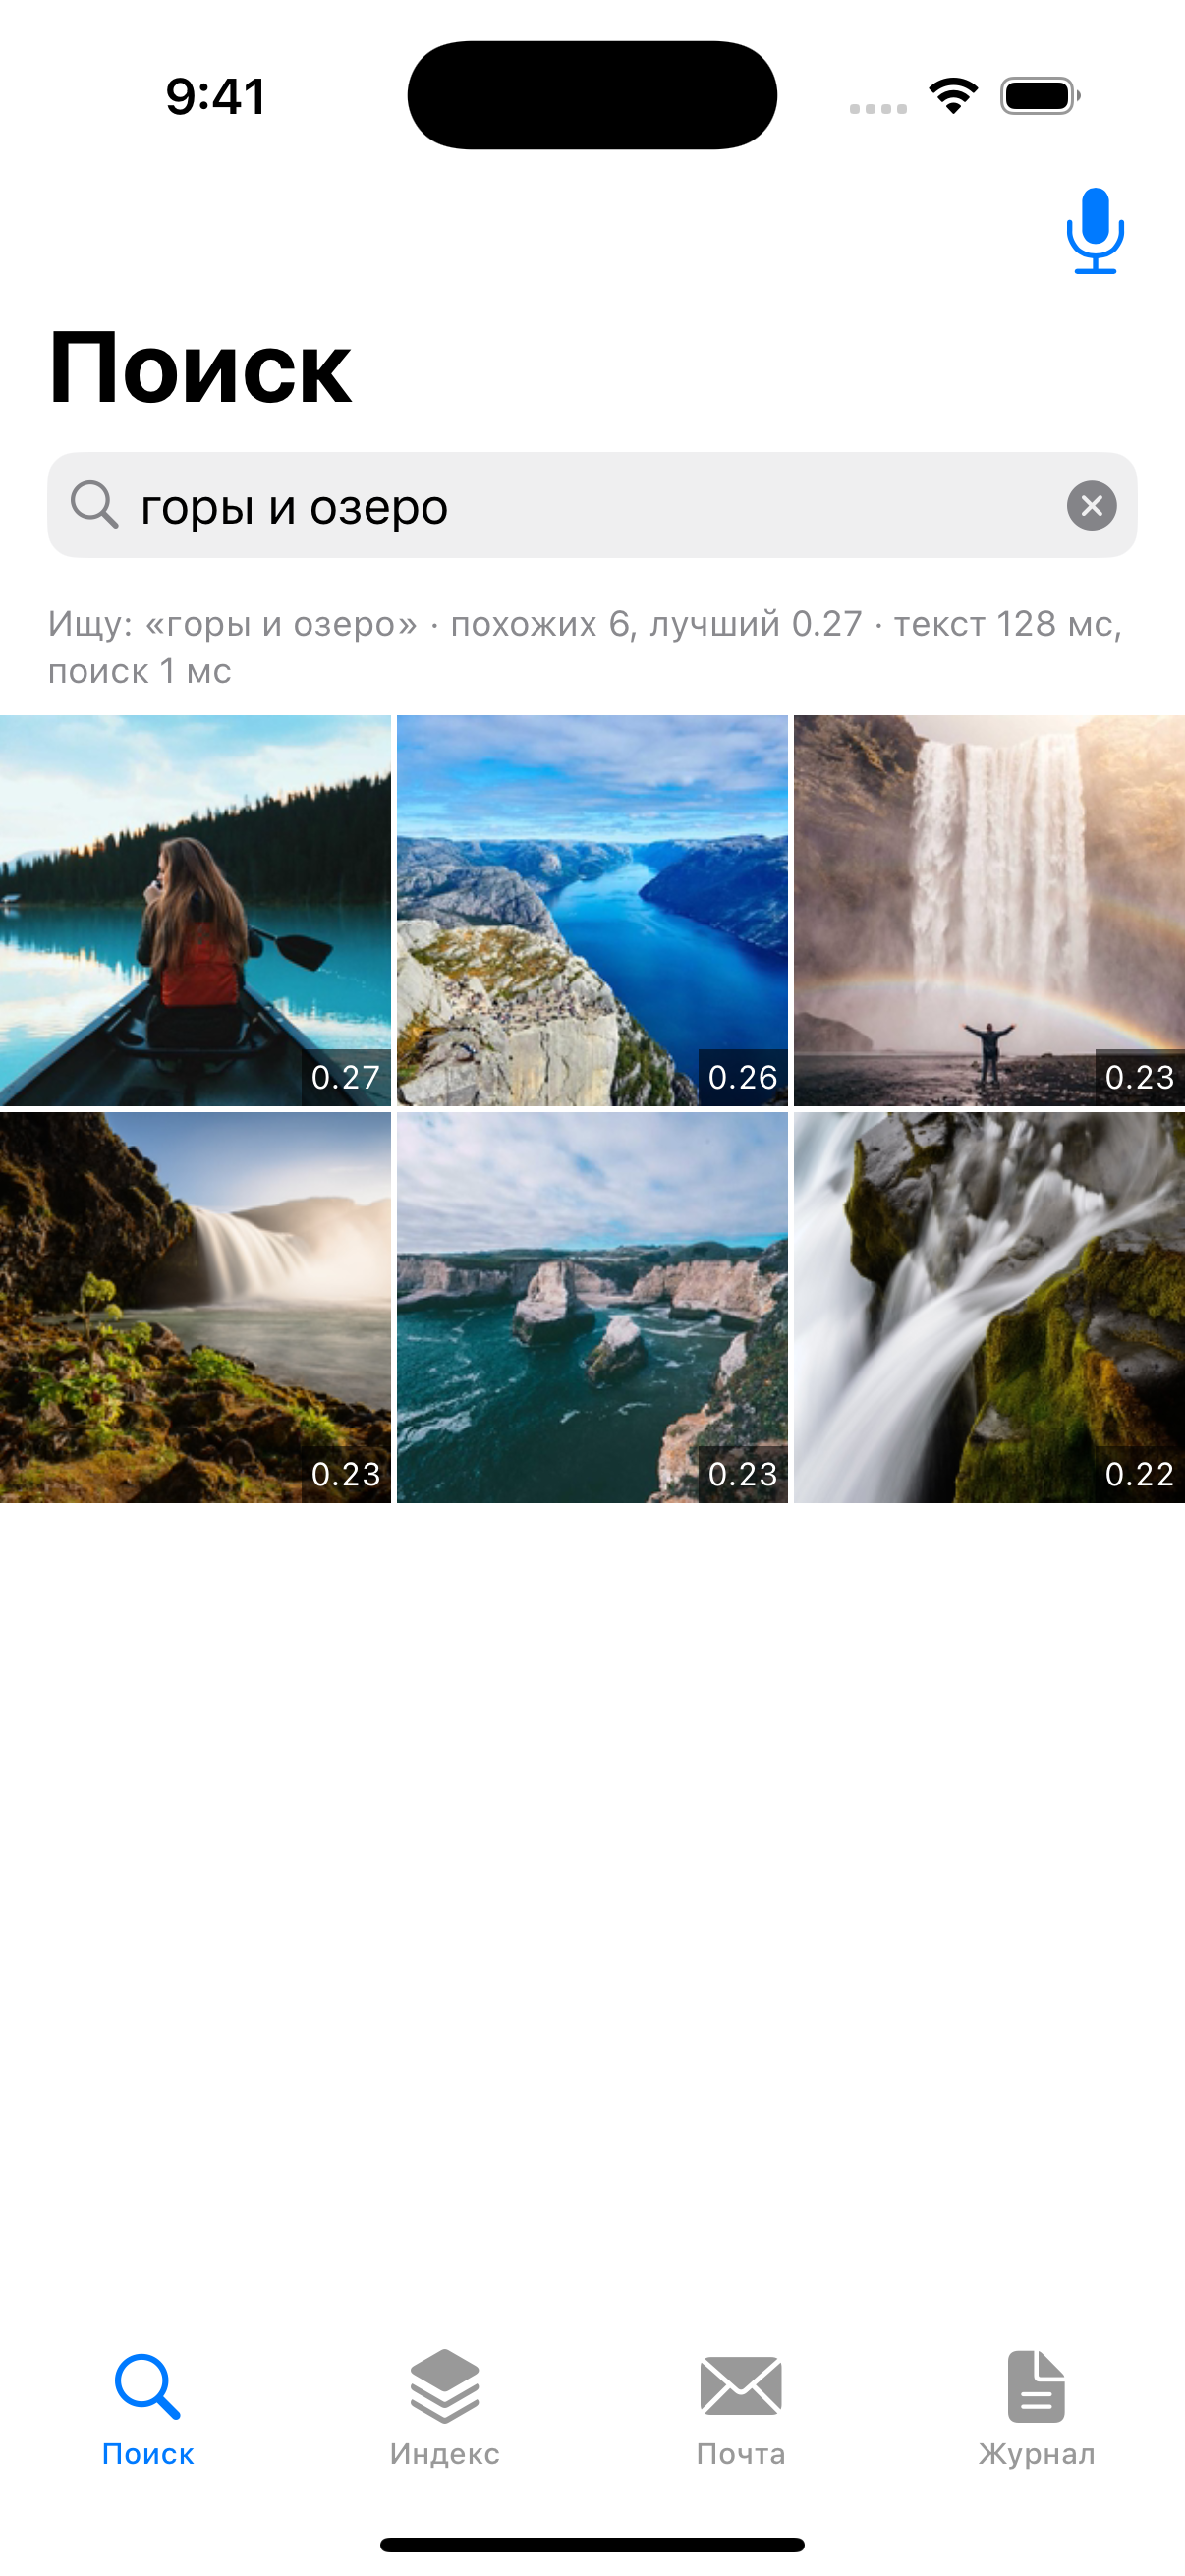 9:41
Поиск
горы и озеро
Ищу: «горы и озеро» · похожих 6, лучший 0.27 · текст 128 мс,
поиск 1 мс
0.27
0.26
0.23
0.23
0.23
0.22
Поиск
Индекс
Почта
Журнал